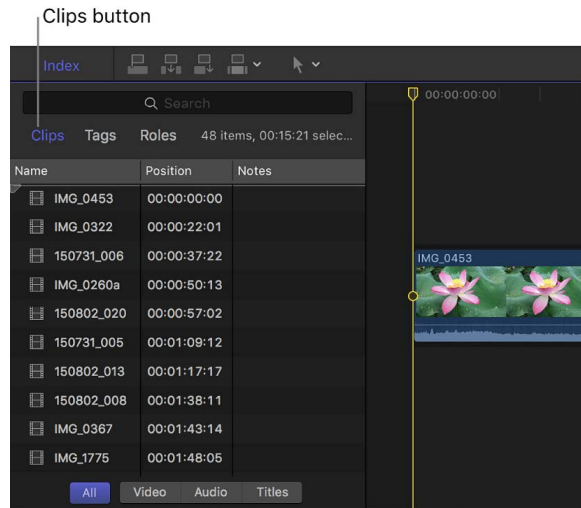 Clips button
Index
00:00:00:00
Search
Clips Tags Roles 48 items, 00:15:21 selec...
Name Position Notes
IMG_0453 00:00:00:00
IMG_0322 00:00:22:01
150731_006 00:00:37:22
IMG_0453
IMG_0260a 00:00:50:13
150802_020 00:00:57:02
150731_005 00:01:09:12
150802_013 00:01:17:17
150802_008 00:01:38:11
IMG_0367 00:01:43:14
IMG_1775 00:01:48:05
All Video Audio Titles